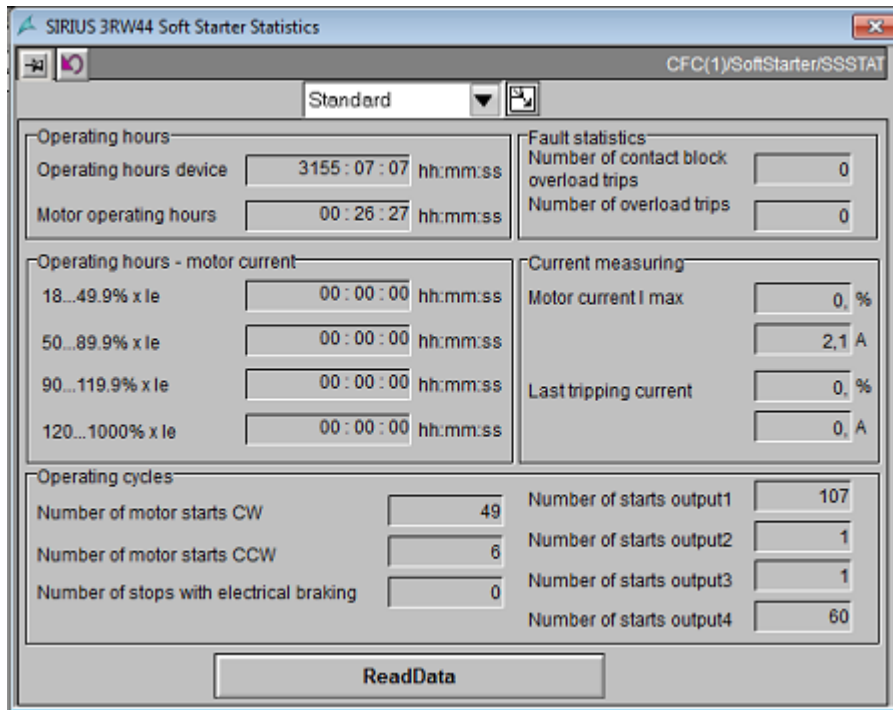 SIRIUS 3RW44 Soft Starter Statistics
CFC(1)/SoftStarter/SSSTAT
Standard
Operating hours
Operating hours device 3155:07:07 hh:mm:ss
Motor operating hours 00:26:27 hh:mm:ss
Fault statistics
Number of contact block
overload trips 0
Number of overload trips 0
Operating hours - motor current
18...49.9% x Ie 00:00:00 hh:mm:ss
50...89.9% x Ie 00:00:00 hh:mm:ss
90...119.9% x Ie 00:00:00 hh:mm:ss
120...1000% x Ie 00:00:00 hh:mm:ss
Current measuring
Motor current I max 0, %
2,1 A
Last tripping current 0, %
0, A
Operating cycles
Number of motor starts CW 49
Number of motor starts CCW 6
Number of stops with electrical braking 0
Number of starts output1 107
Number of starts output2 1
Number of starts output3 1
Number of starts output4 60
ReadData